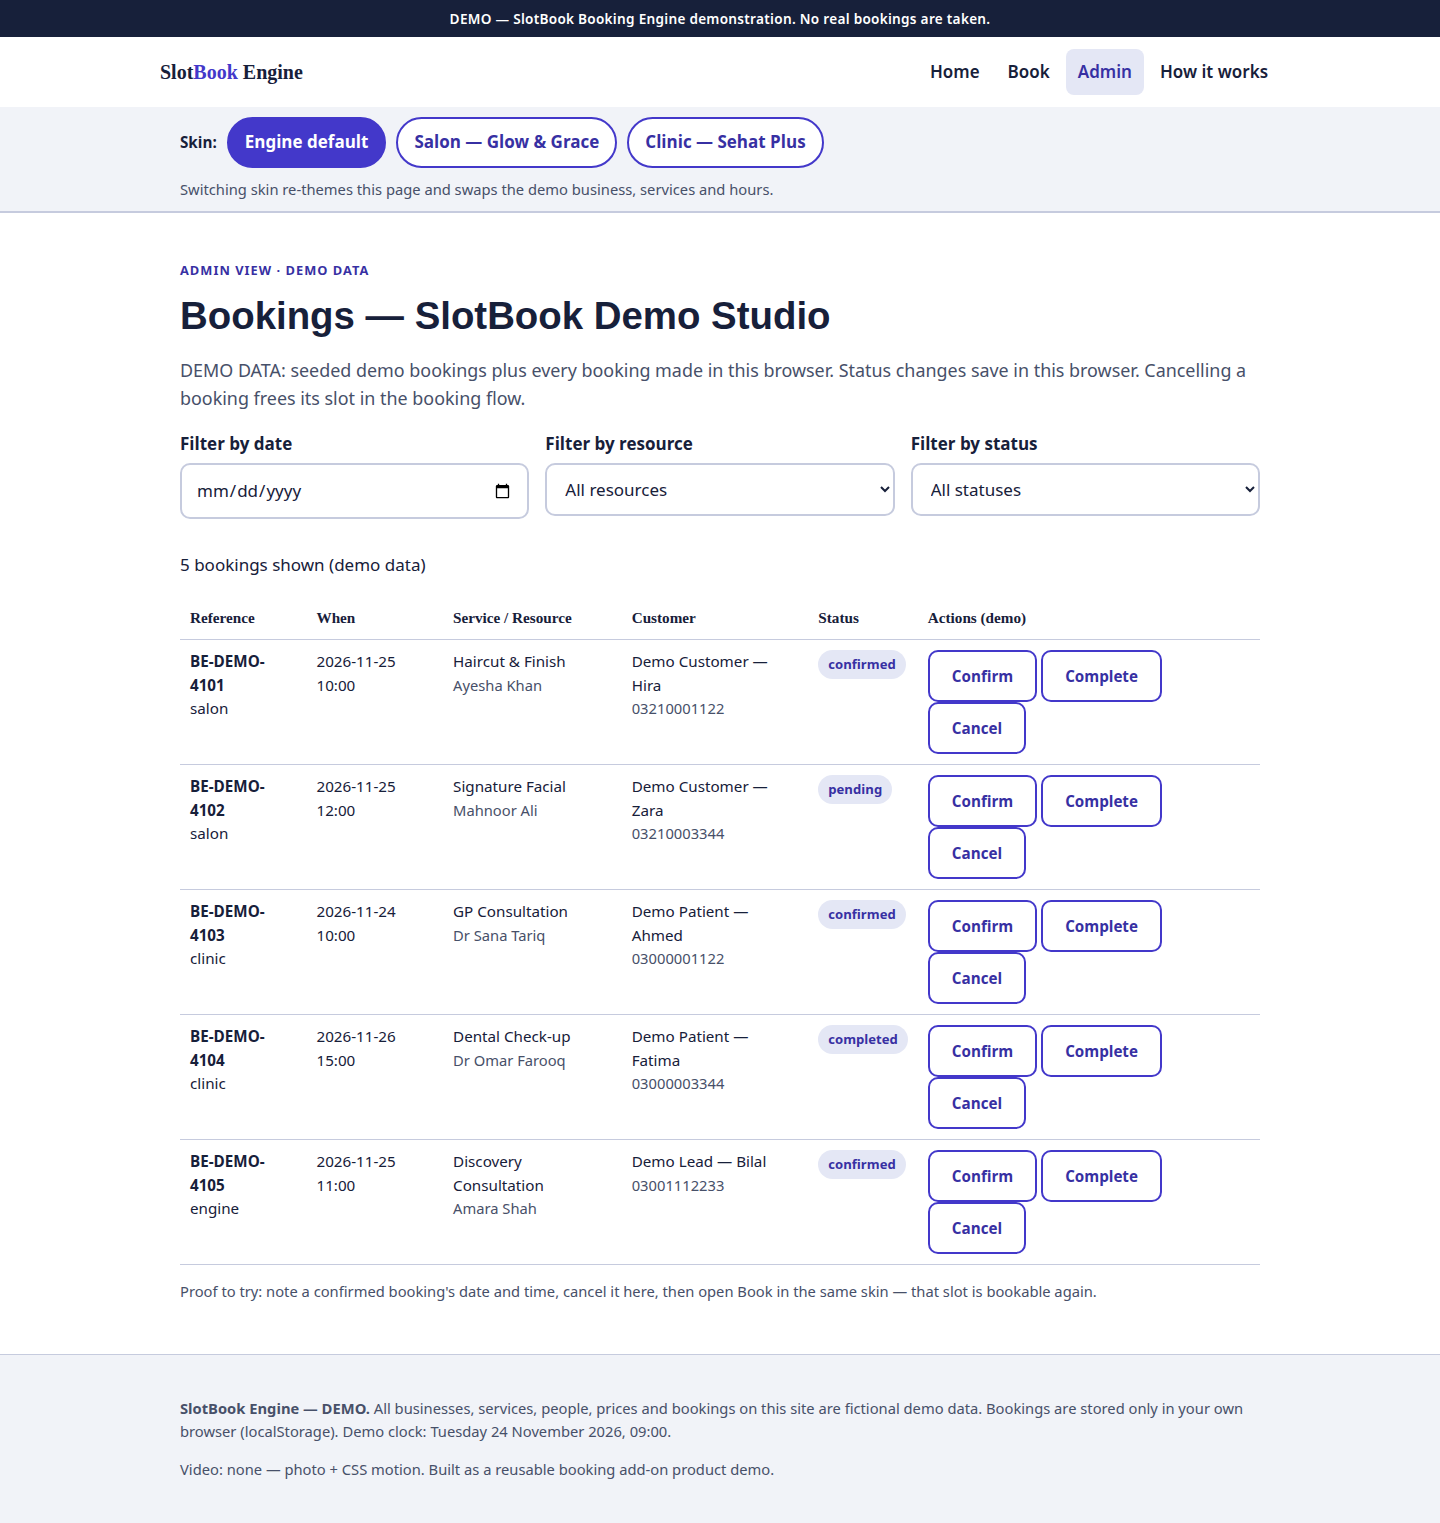 DEMO — SlotBook Booking Engine demonstration. No real bookings are taken.
SlotBook Engine
Home Book Admin How it works
Skin: Engine default Salon — Glow & Grace Clinic — Sehat Plus
Switching skin re-themes this page and swaps the demo business, services and hours.
ADMIN VIEW · DEMO DATA
Bookings — SlotBook Demo Studio
DEMO DATA: seeded demo bookings plus every booking made in this browser. Status changes save in this browser. Cancelling a
booking frees its slot in the booking flow.
Filter by date Filter by resource Filter by status
mm/dd/yyyy All resources All statuses
5 bookings shown (demo data)
Reference When Service / Resource Customer Status Actions (demo)
BE-DEMO- 2026-11-25 Haircut & Finish Demo Customer — confirmed Confirm Complete
4101 10:00 Ayesha Khan Hira
salon 03210001122 Cancel
BE-DEMO- 2026-11-25 Signature Facial Demo Customer — pending Confirm Complete
4102 12:00 Mahnoor Ali Zara
salon 03210003344 Cancel
BE-DEMO- 2026-11-24 GP Consultation Demo Patient — confirmed Confirm Complete
4103 10:00 Dr Sana Tariq Ahmed
clinic 03000001122 Cancel
BE-DEMO- 2026-11-26 Dental Check-up Demo Patient — completed Confirm Complete
4104 15:00 Dr Omar Farooq Fatima
clinic 03000003344 Cancel
BE-DEMO- 2026-11-25 Discovery Demo Lead — Bilal confirmed Confirm Complete
4105 11:00 Consultation 03001112233
engine Amara Shah Cancel
Proof to try: note a confirmed booking's date and time, cancel it here, then open Book in the same skin — that slot is bookable again.
SlotBook Engine — DEMO. All businesses, services, people, prices and bookings on this site are fictional demo data. Bookings are stored only in your own
browser (localStorage). Demo clock: Tuesday 24 November 2026, 09:00.
Video: none — photo + CSS motion. Built as a reusable booking add-on product demo.